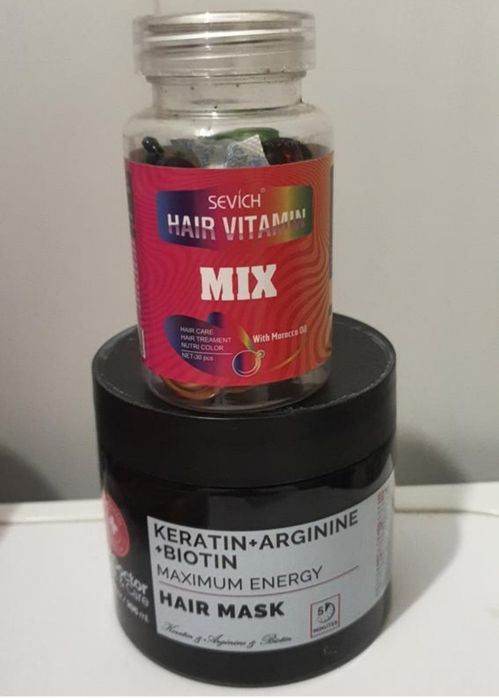 SEVÍCH®
HAIR VITAMIN
MIX
HAIR CARE
HAIR TREAMENT
NUTRI COLOR
NET:30 pcs
With Morocco Oil
KERATIN+ARGININE
+BIOTIN
MAXIMUM ENERGY
HAIR MASK
5
MINUTES
Keratin & Arginine & Biotin